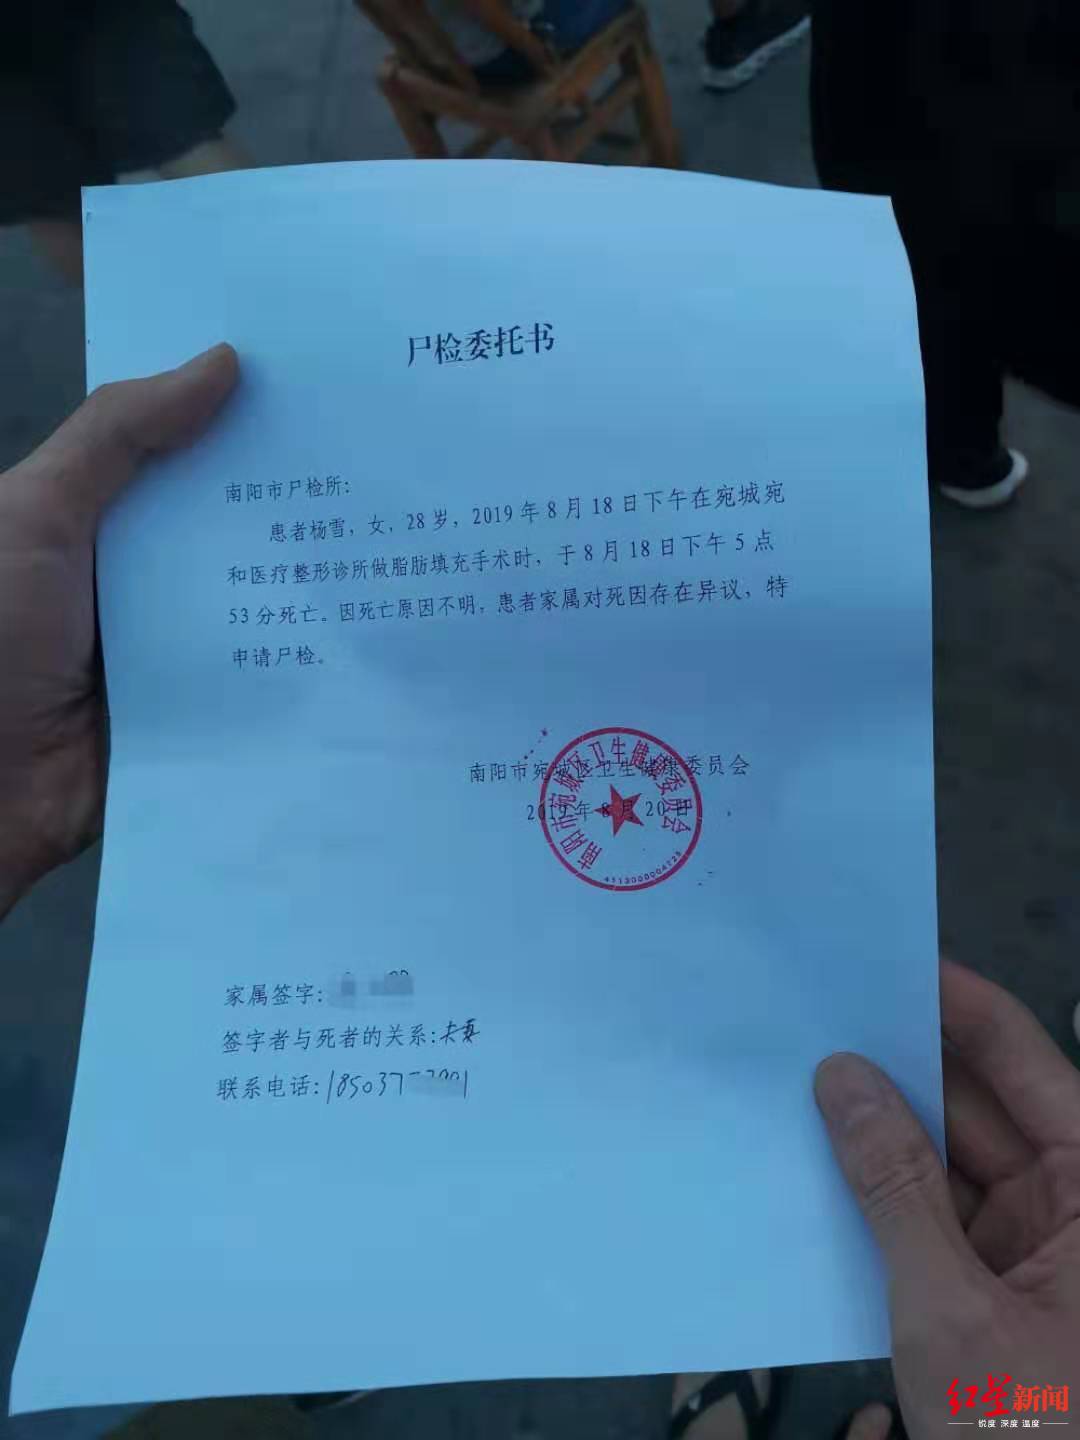 尸检委托书
南阳市尸检所：
患者杨雪，女，28岁，2019年8月18日下午在宛城宛
和医疗整形诊所做脂肪填充手术时，于8月18日下午5点
53分死亡。因死亡原因不明，患者家属对死因存在异议，特
申请尸检。
南阳市宛城区卫生健康委员会
2019年8月20日
南阳市宛城区卫生健康委员会
家属签字：
签字者与死者的关系：夫妻
联系电话：185037
红星新闻
锐度 深度 温度